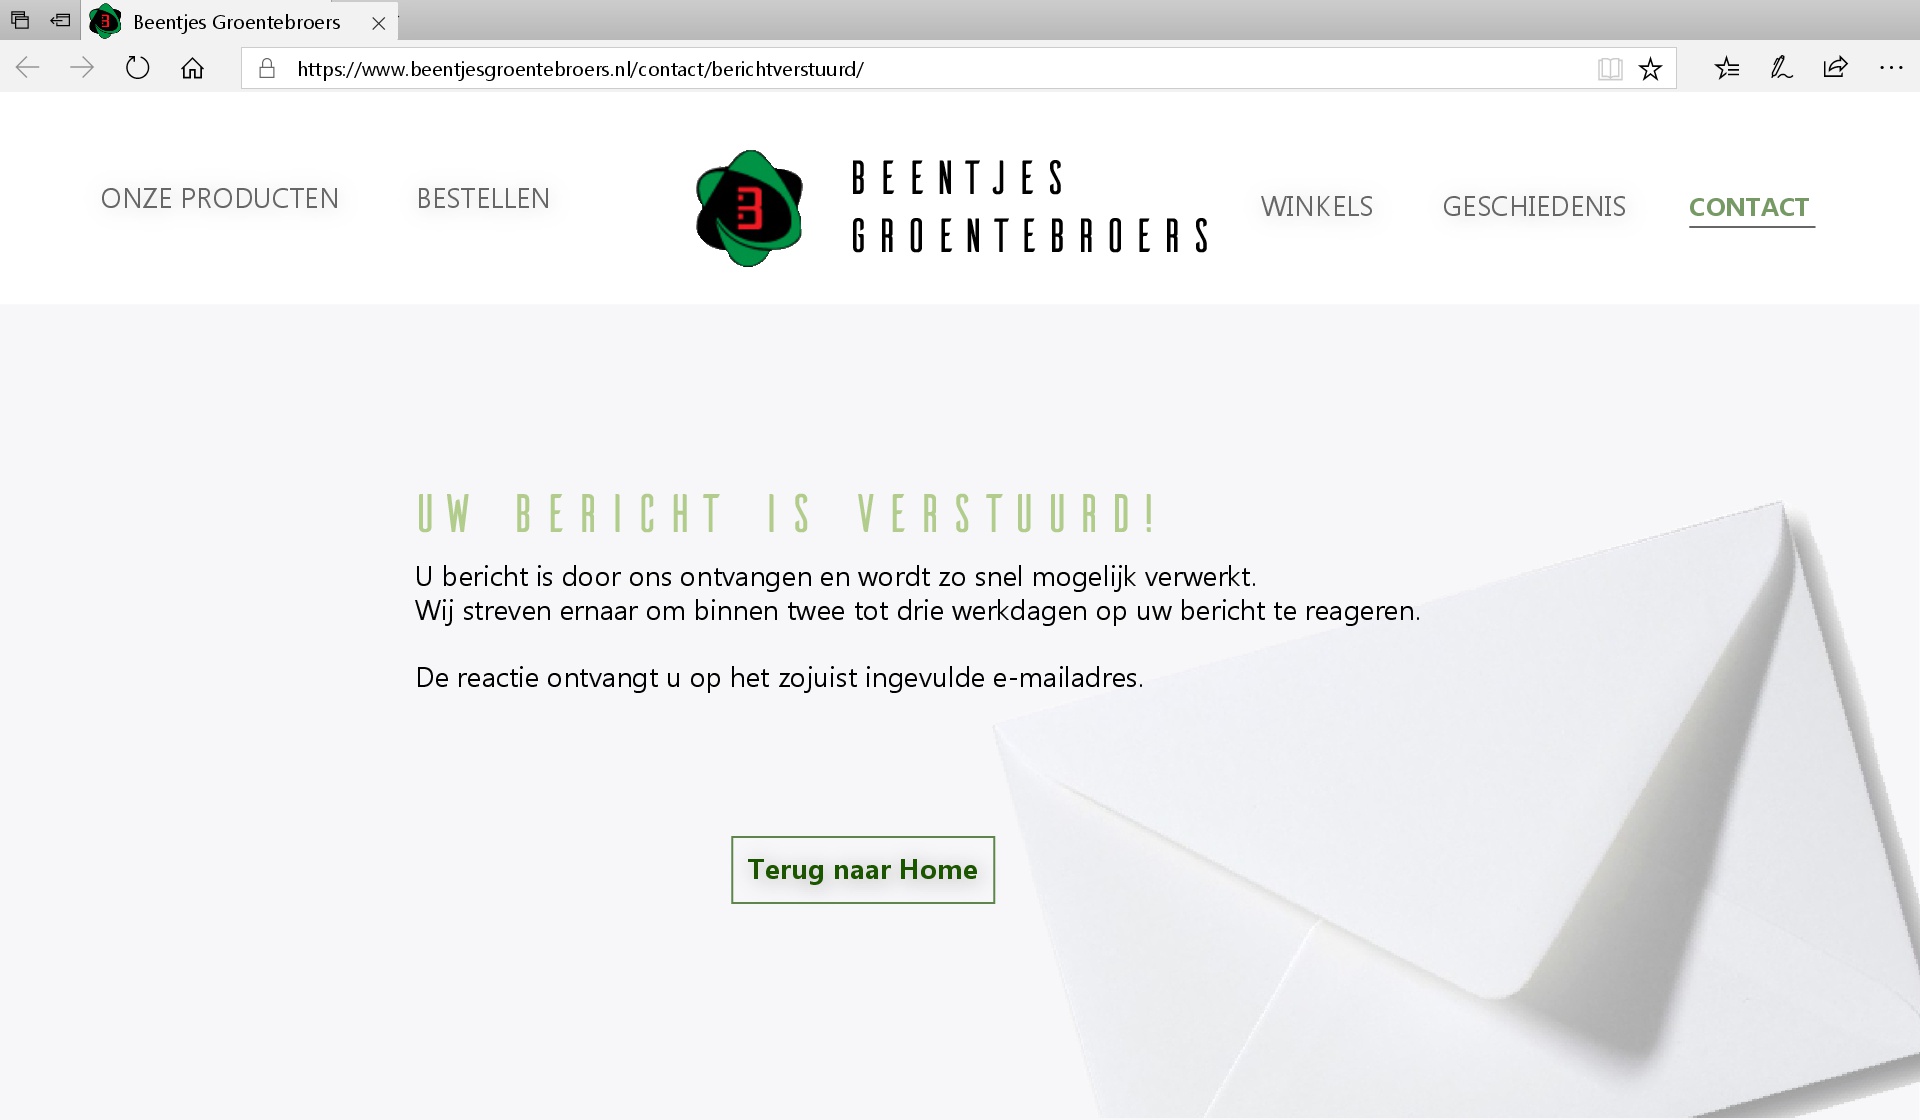 Beentjes Groentebroers
https://www.beentjesgroentebroers.nl/contact/berichtverstuurd/
ONZE PRODUCTEN
BESTELLEN
B
BEENTJES
GROENTEBROERS
WINKELS
GESCHIEDENIS
CONTACT
UW BERICHT IS VERSTUURD!
U bericht is door ons ontvangen en wordt zo snel mogelijk verwerkt.
Wij streven ernaar om binnen twee tot drie werkdagen op uw bericht te reageren.
De reactie ontvangt u op het zojuist ingevulde e-mailadres.
Terug naar Home